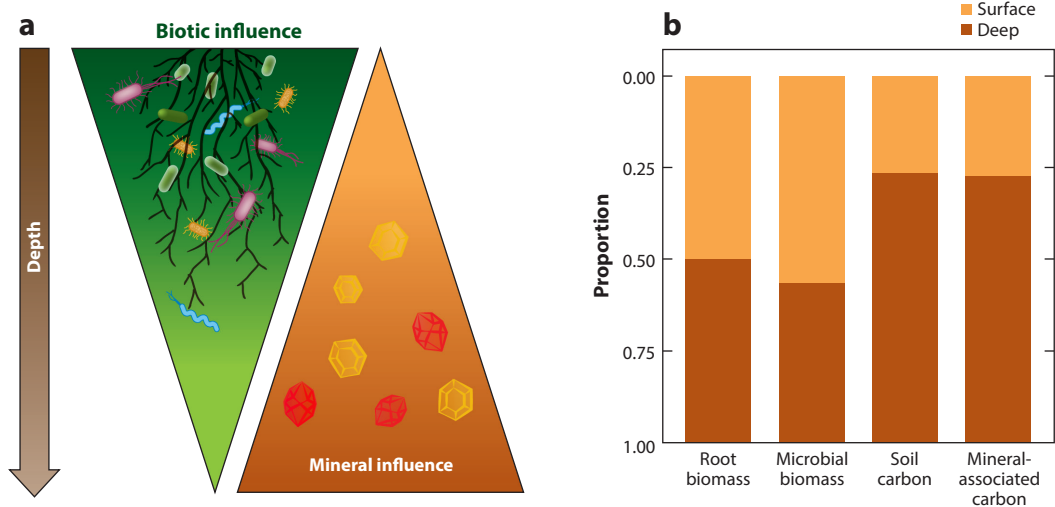 a
Biotic influence
Depth
Mineral influence
b
Surface
Deep
Proportion
0.00
0.25
0.50
0.75
1.00
Root
biomass
Microbial
biomass
Soil
carbon
Mineral-
associated
carbon